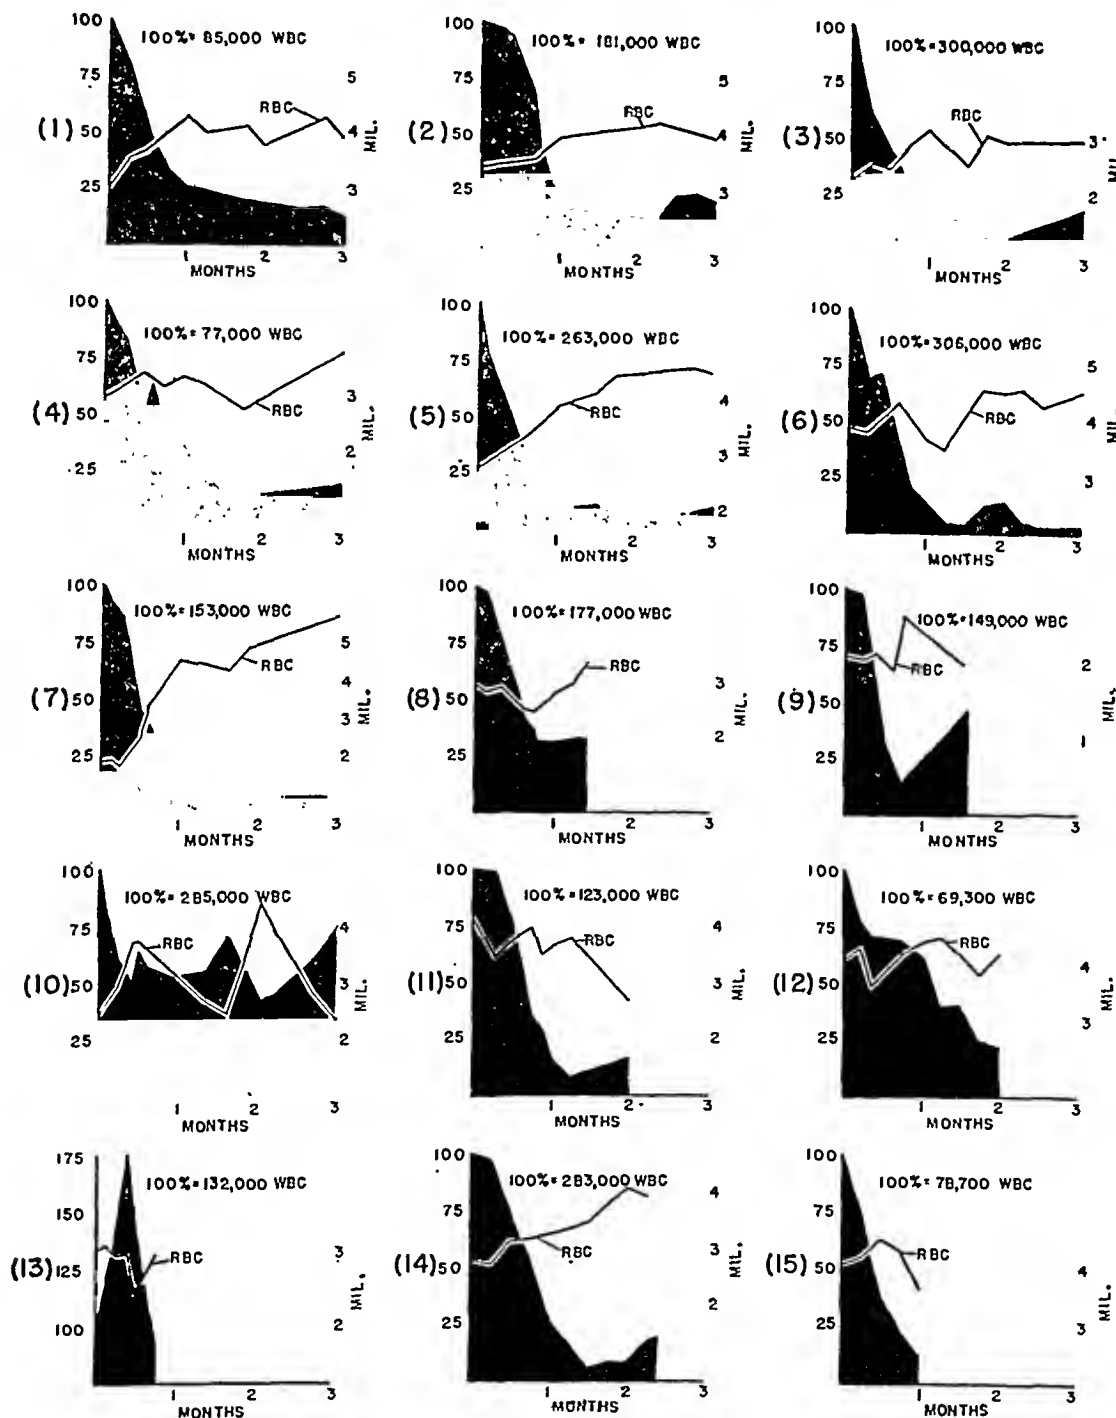 100
100%= 85,000 WBC
75
5
RBC
(1)
50
4
MIL.
25
3
1
2
3
MONTHS
100
100%= 181,000 WBC
75
5
RBC
(2)
50
4
MIL.
25
3
1
2
3
MONTHS
100
100%=300,000 WBC
75
RBC
(3)
50
3
MIL
25
2
1
2
3
MONTHS
100
100%= 77,000 WBC
75
3
(4)
50
RBC
MIL.
25
2
1
2
3
MONTHS
100
100%= 263,000 WBC
75
4
(5)
50
RBC
MIL.
25
3
2
1
2
3
MONTHS
100
100%=306,000 WBC
75
5
(6)
50
RBC
4
MIL.
25
3
1
2
3
MONTHS
100
100%=153,000 WBC
75
5
RBC
4
(7)
50
3
MIL.
25
2
1
2
3
MONTHS
100
100%=177,000 WBC
75
RBC
3
(8)
50
MIL.
2
25
1
2
3
MONTHS
100
100%=149,000 WBC
75
2
RBC
(9)
50
MIL.
25
1
1
2
3
MONTHS
100
100%= 285,000 WBC
75
4
RBC
(10)
50
3
MIL.
25
2
1
2
3
MONTHS
100
100%=123,000 WBC
75
4
RBC
(11)
50
3
MIL.
25
2
1
2
3
MONTHS
100
100%= 69,300 WBC
75
RBC
4
(12)
50
3
MIL.
25
1
2
3
MONTHS
175
100%=132,000 WBC
150
RBC
3
(13)
125
MIL.
100
2
1
2
3
MONTHS
100
100%=283,000 WBC
4
75
RBC
3
(14)
50
MIL.
25
2
1
2
3
MONTHS
100
100%= 78,700 WBC
75
RBC
(15)
50
4
MIL.
25
3
1
2
3
MONTHS